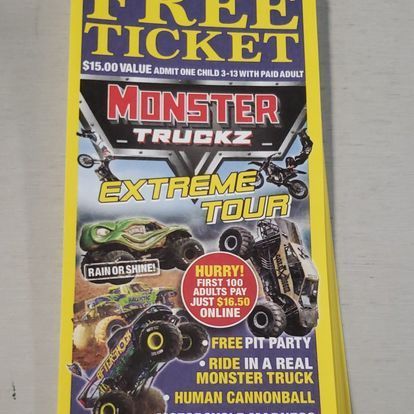 FREE
TICKET
$15.00 VALUE ADMIT ONE CHILD 3-13 WITH PAID ADULT
MONSTER
TRUCKZ
EXTREME
TOUR
RAIN OR SHINE!
HURRY!
FIRST 100
ADULTS PAY
JUST $16.50
ONLINE
• FREE PIT PARTY
• RIDE IN A REAL
MONSTER TRUCK
• HUMAN CANNONBALL